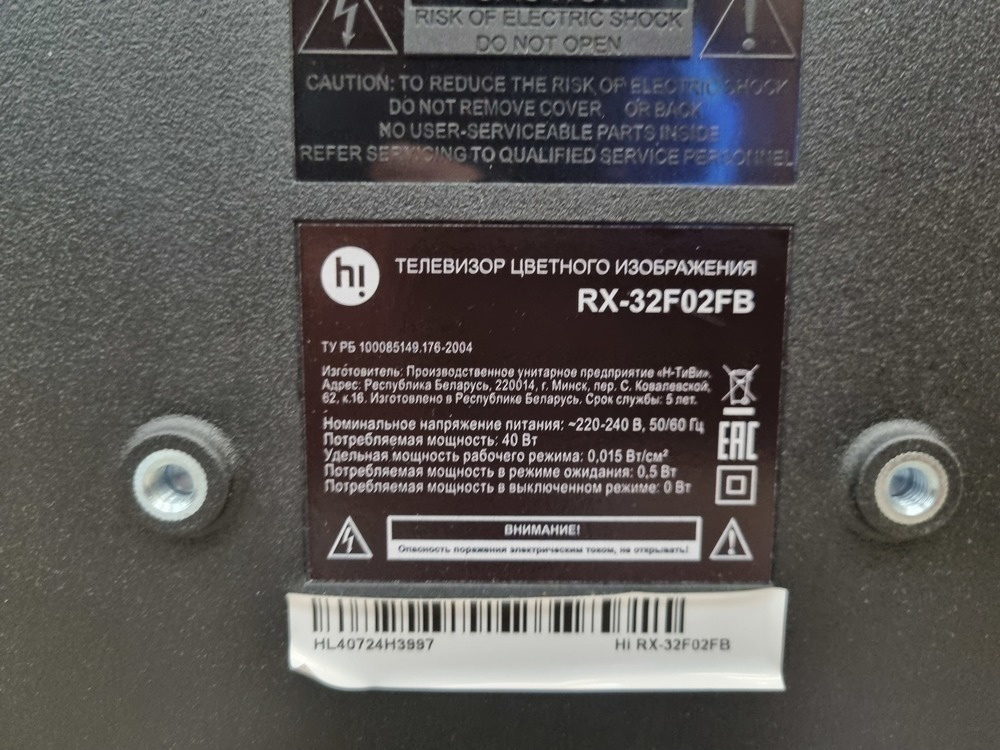 RISK OF ELECTRIC SHOCK
DO NOT OPEN
CAUTION: TO REDUCE THE RISK OF ELECTRIC SHOCK
DO NOT REMOVE COVER, OR BACK
NO USER-SERVICEABLE PARTS INSIDE
REFER SERVICING TO QUALIFIED SERVICE PERSONNEL
hi
ТЕЛЕВИЗОР ЦВЕТНОГО ИЗОБРАЖЕНИЯ
RX-32F02FB
ТУ РБ 100085149.176-2004
Изготовитель: Производственное унитарное предприятие «Н-ТиВи».
Адрес: Республика Беларусь, 220014, г. Минск, пер. С. Ковалевской,
62, к.16. Изготовлено в Республике Беларусь. Срок службы: 5 лет.
Номинальное напряжение питания: ~220-240 В, 50/60 Гц
Потребляемая мощность: 40 Вт
Удельная мощность рабочего режима: 0,015 Вт/см²
Потребляемая мощность в режиме ожидания: 0,5 Вт
Потребляемая мощность в выключенном режиме: 0 Вт
EAC
ВНИМАНИЕ!
Опасность поражения электрическим током, не открывать!
HL40724H3997
Hi RX-32F02FB